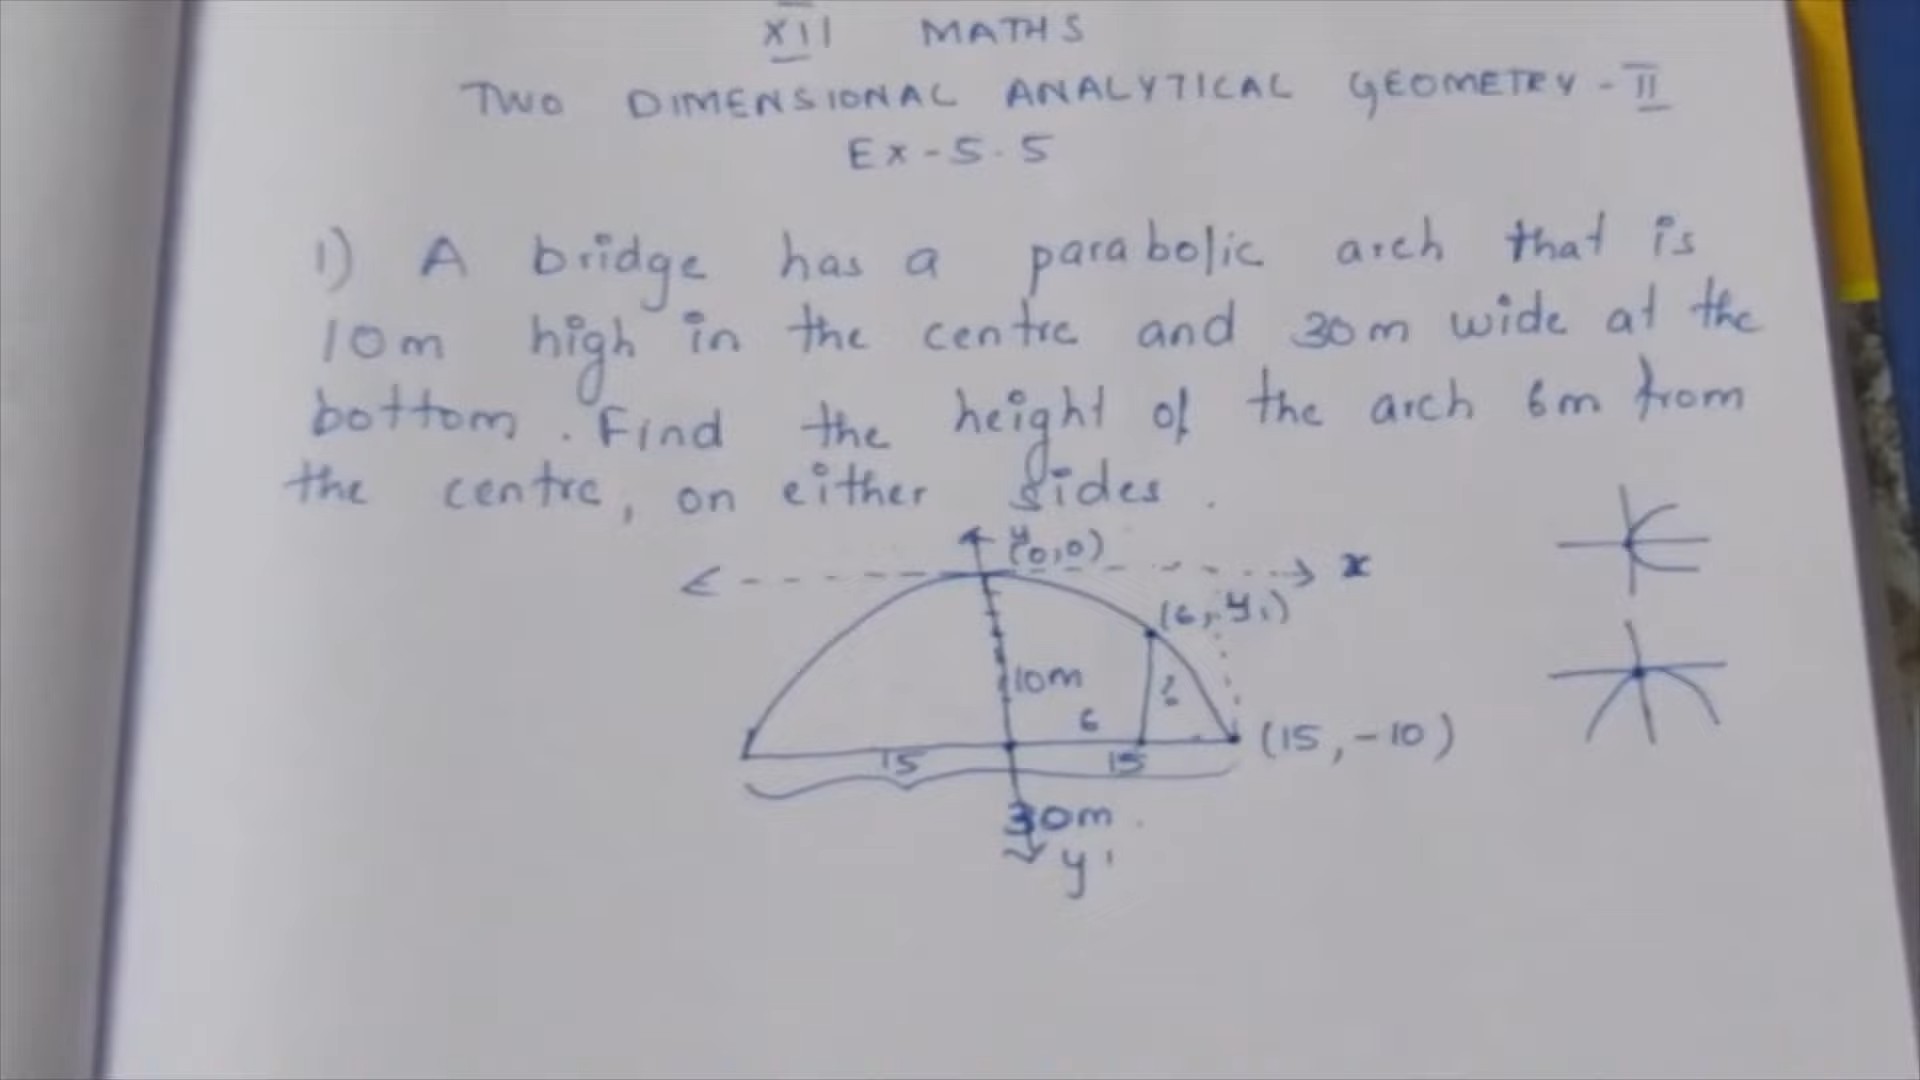 XII MATHS
TWO DIMENSIONAL ANALYTICAL GEOMETRY - II
Ex - 5.5
1) A bridge has a parabolic arch that is
10m high in the centre and 30m wide at the
bottom. Find the height of the arch 6m from
the centre, on either sides.
y
(0,0)
x
(6, y₁)
10m
?
6
(15, -10)
15
15
30m
y'